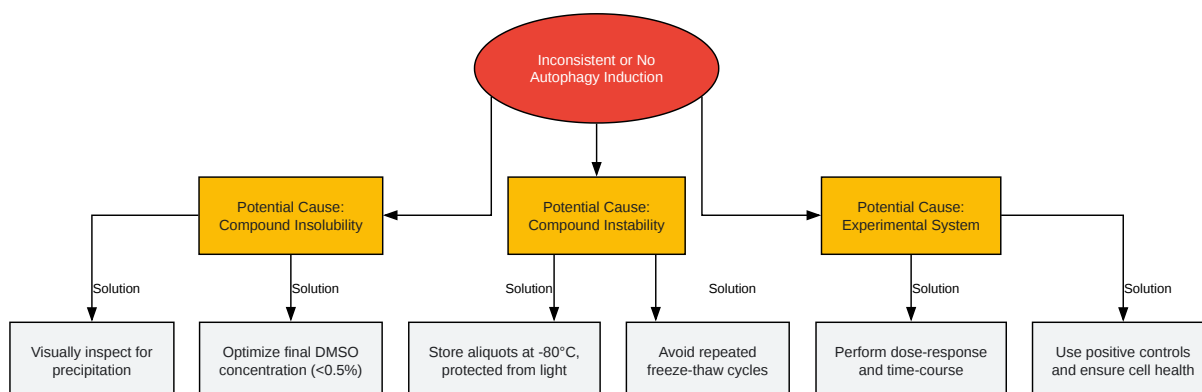 Inconsistent or No
Autophagy Induction
Potential Cause:
Compound Insolubility
Potential Cause:
Compound Instability
Potential Cause:
Experimental System
Solution
Solution
Solution
Solution
Solution
Solution
Visually inspect for
precipitation
Optimize final DMSO
concentration (<0.5%)
Store aliquots at -80°C,
protected from light
Avoid repeated
freeze-thaw cycles
Perform dose-response
and time-course
Use positive controls
and ensure cell health